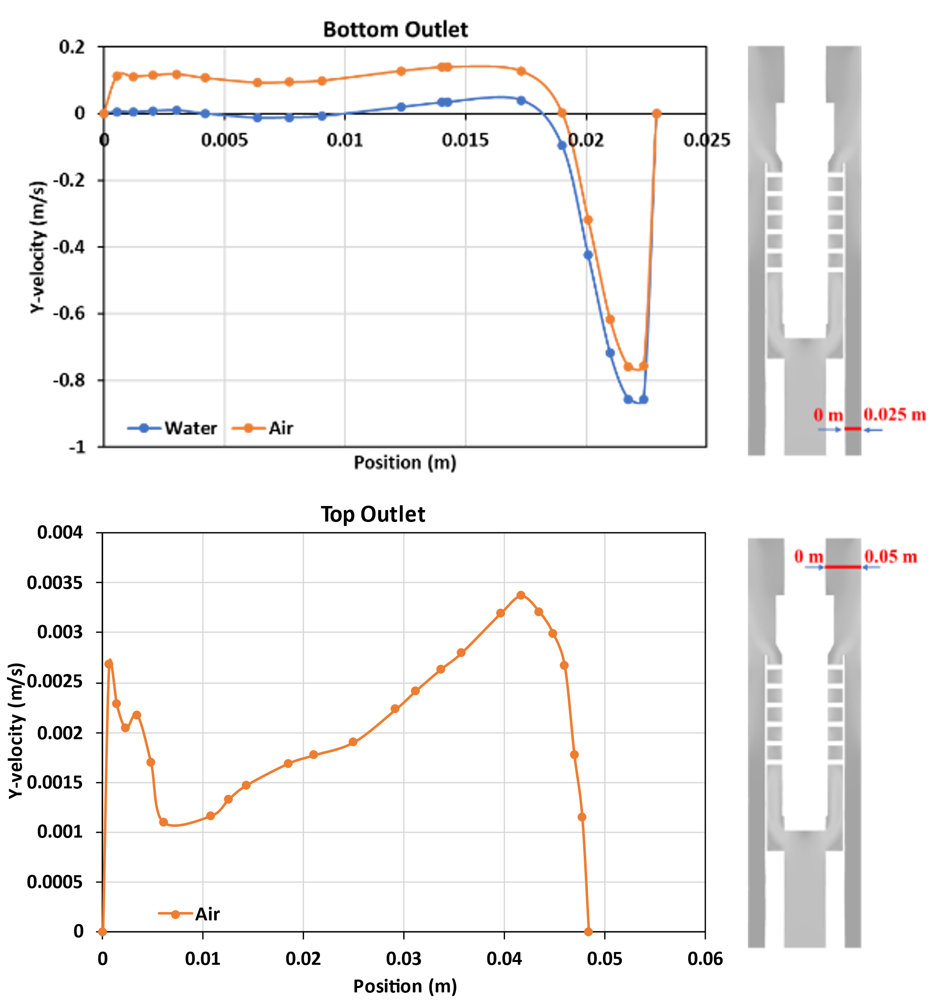 Bottom Outlet
0.2
0
-0.2
-0.4
-0.6
-0.8
-1
0 0.005 0.01 0.015 0.02 0.025
Y-velocity (m/s)
Water Air
Position (m)
0 m 0.025 m
Top Outlet
0.004
0.0035
0.003
0.0025
0.002
0.0015
0.001
0.0005
0
Y-velocity (m/s)
Air
0 0.01 0.02 0.03 0.04 0.05 0.06
Position (m)
0 m 0.05 m